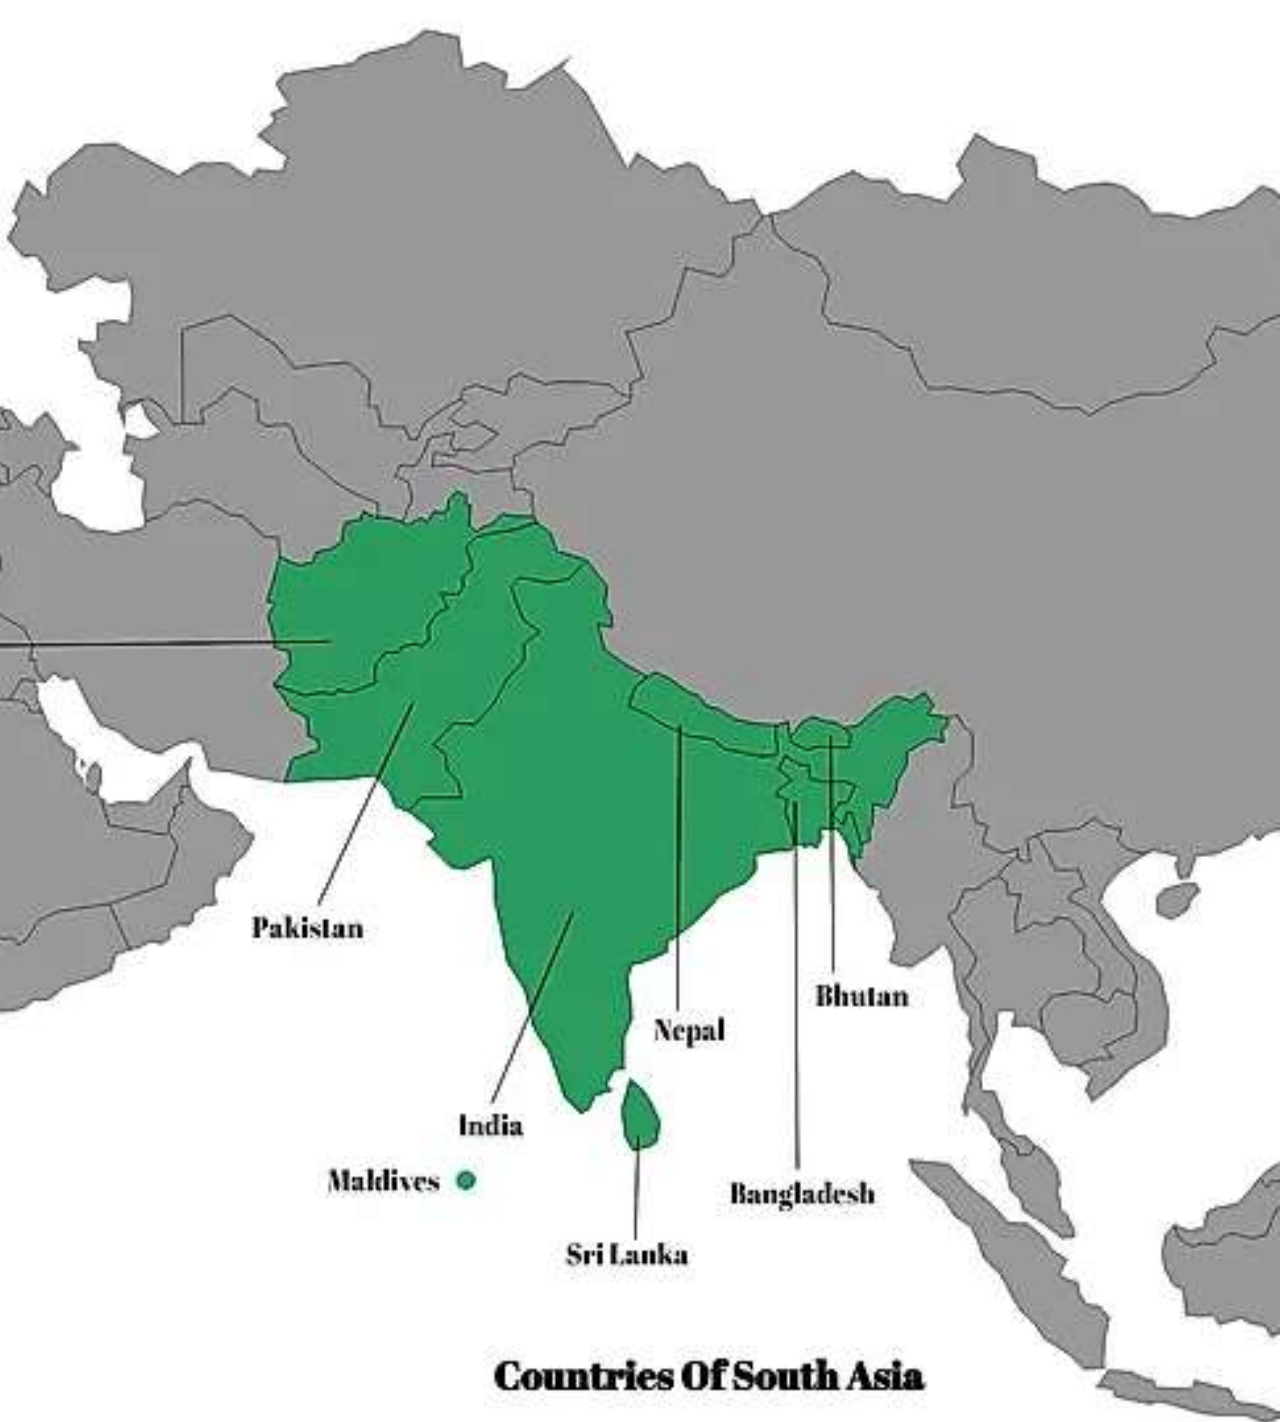 Pakistan
Bhutan
Nepal
India
Maldives
Bangladesh
Sri Lanka
Countries Of South Asia